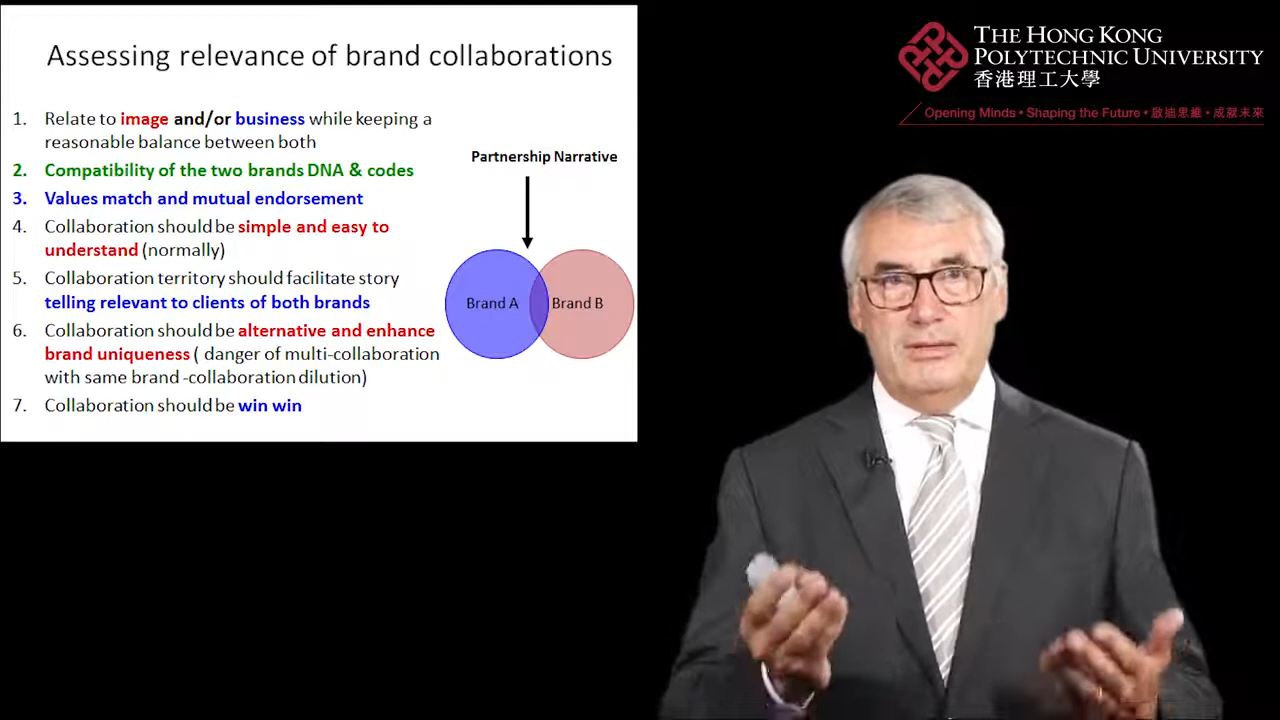 Assessing relevance of brand collaborations
1. Relate to image and/or business while keeping a
reasonable balance between both
2. Compatibility of the two brands DNA & codes
3. Values match and mutual endorsement
4. Collaboration should be simple and easy to
understand (normally)
5. Collaboration territory should facilitate story
telling relevant to clients of both brands
6. Collaboration should be alternative and enhance
brand uniqueness ( danger of multi-collaboration
with same brand -collaboration dilution)
7. Collaboration should be win win
Partnership Narrative
Brand A
Brand B
THE HONG KONG
POLYTECHNIC UNIVERSITY
香港理工大學
Opening Minds • Shaping the Future • 啟迪思維 • 成就未來